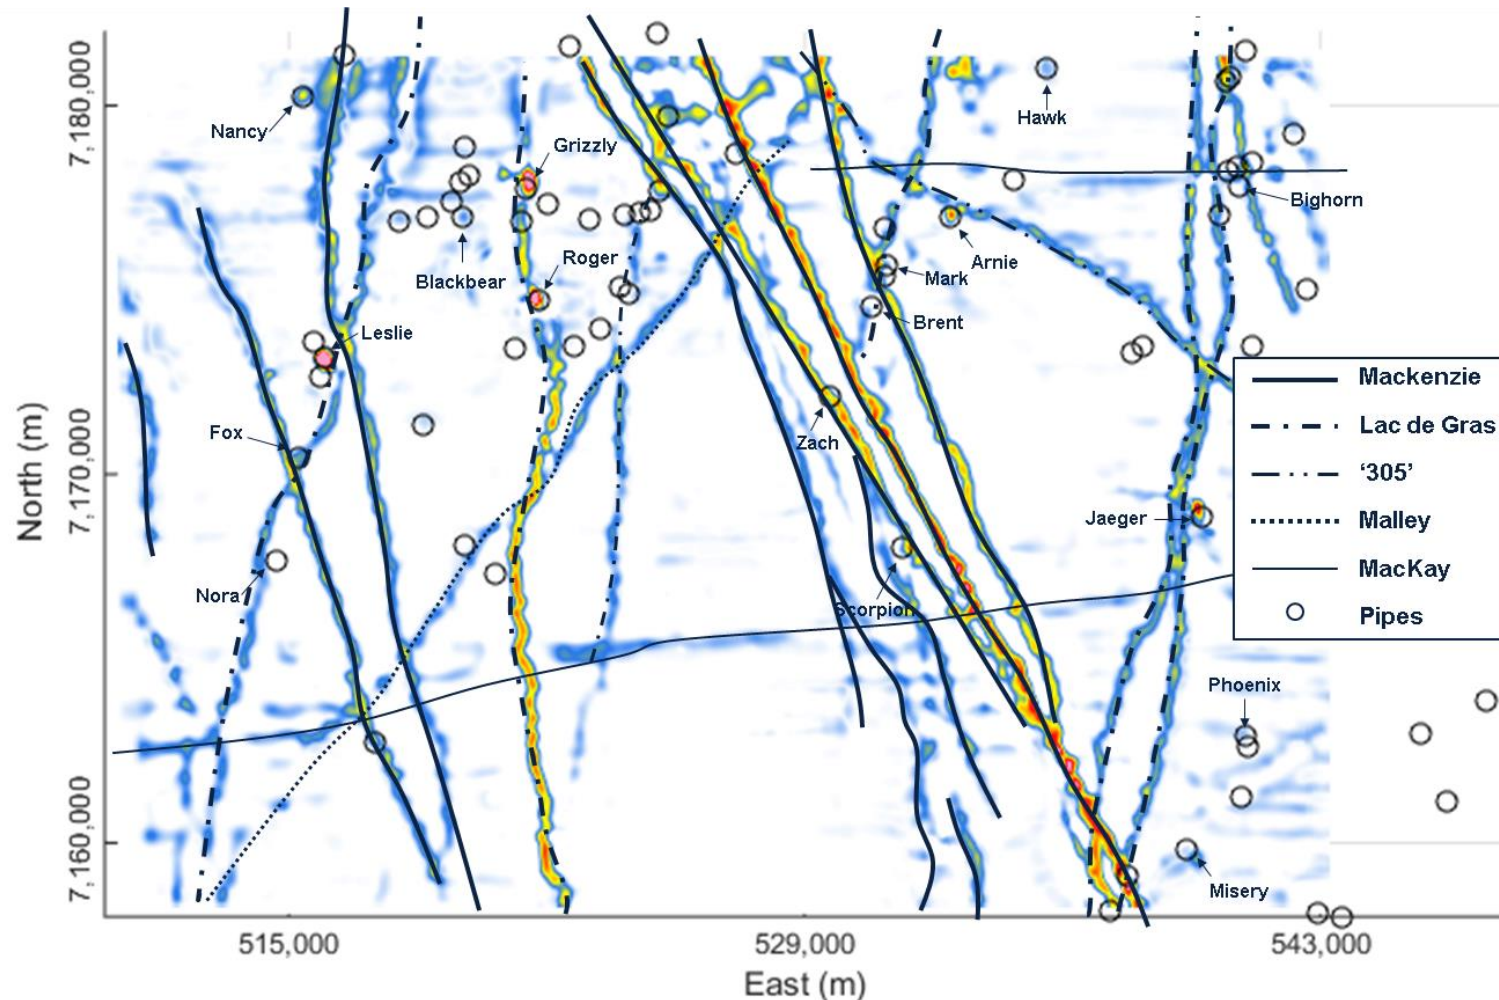 7,180,000
7,170,000
7,160,000
North (m)
515,000
529,000
543,000
East (m)
Nancy
Grizzly
Hawk
Bighorn
Blackbear
Roger
Arnie
Mark
Brent
Leslie
Fox
Zach
Jaeger
Nora
Scorpion
Phoenix
Misery
Mackenzie
Lac de Gras
‘305’
Malley
MacKay
Pipes